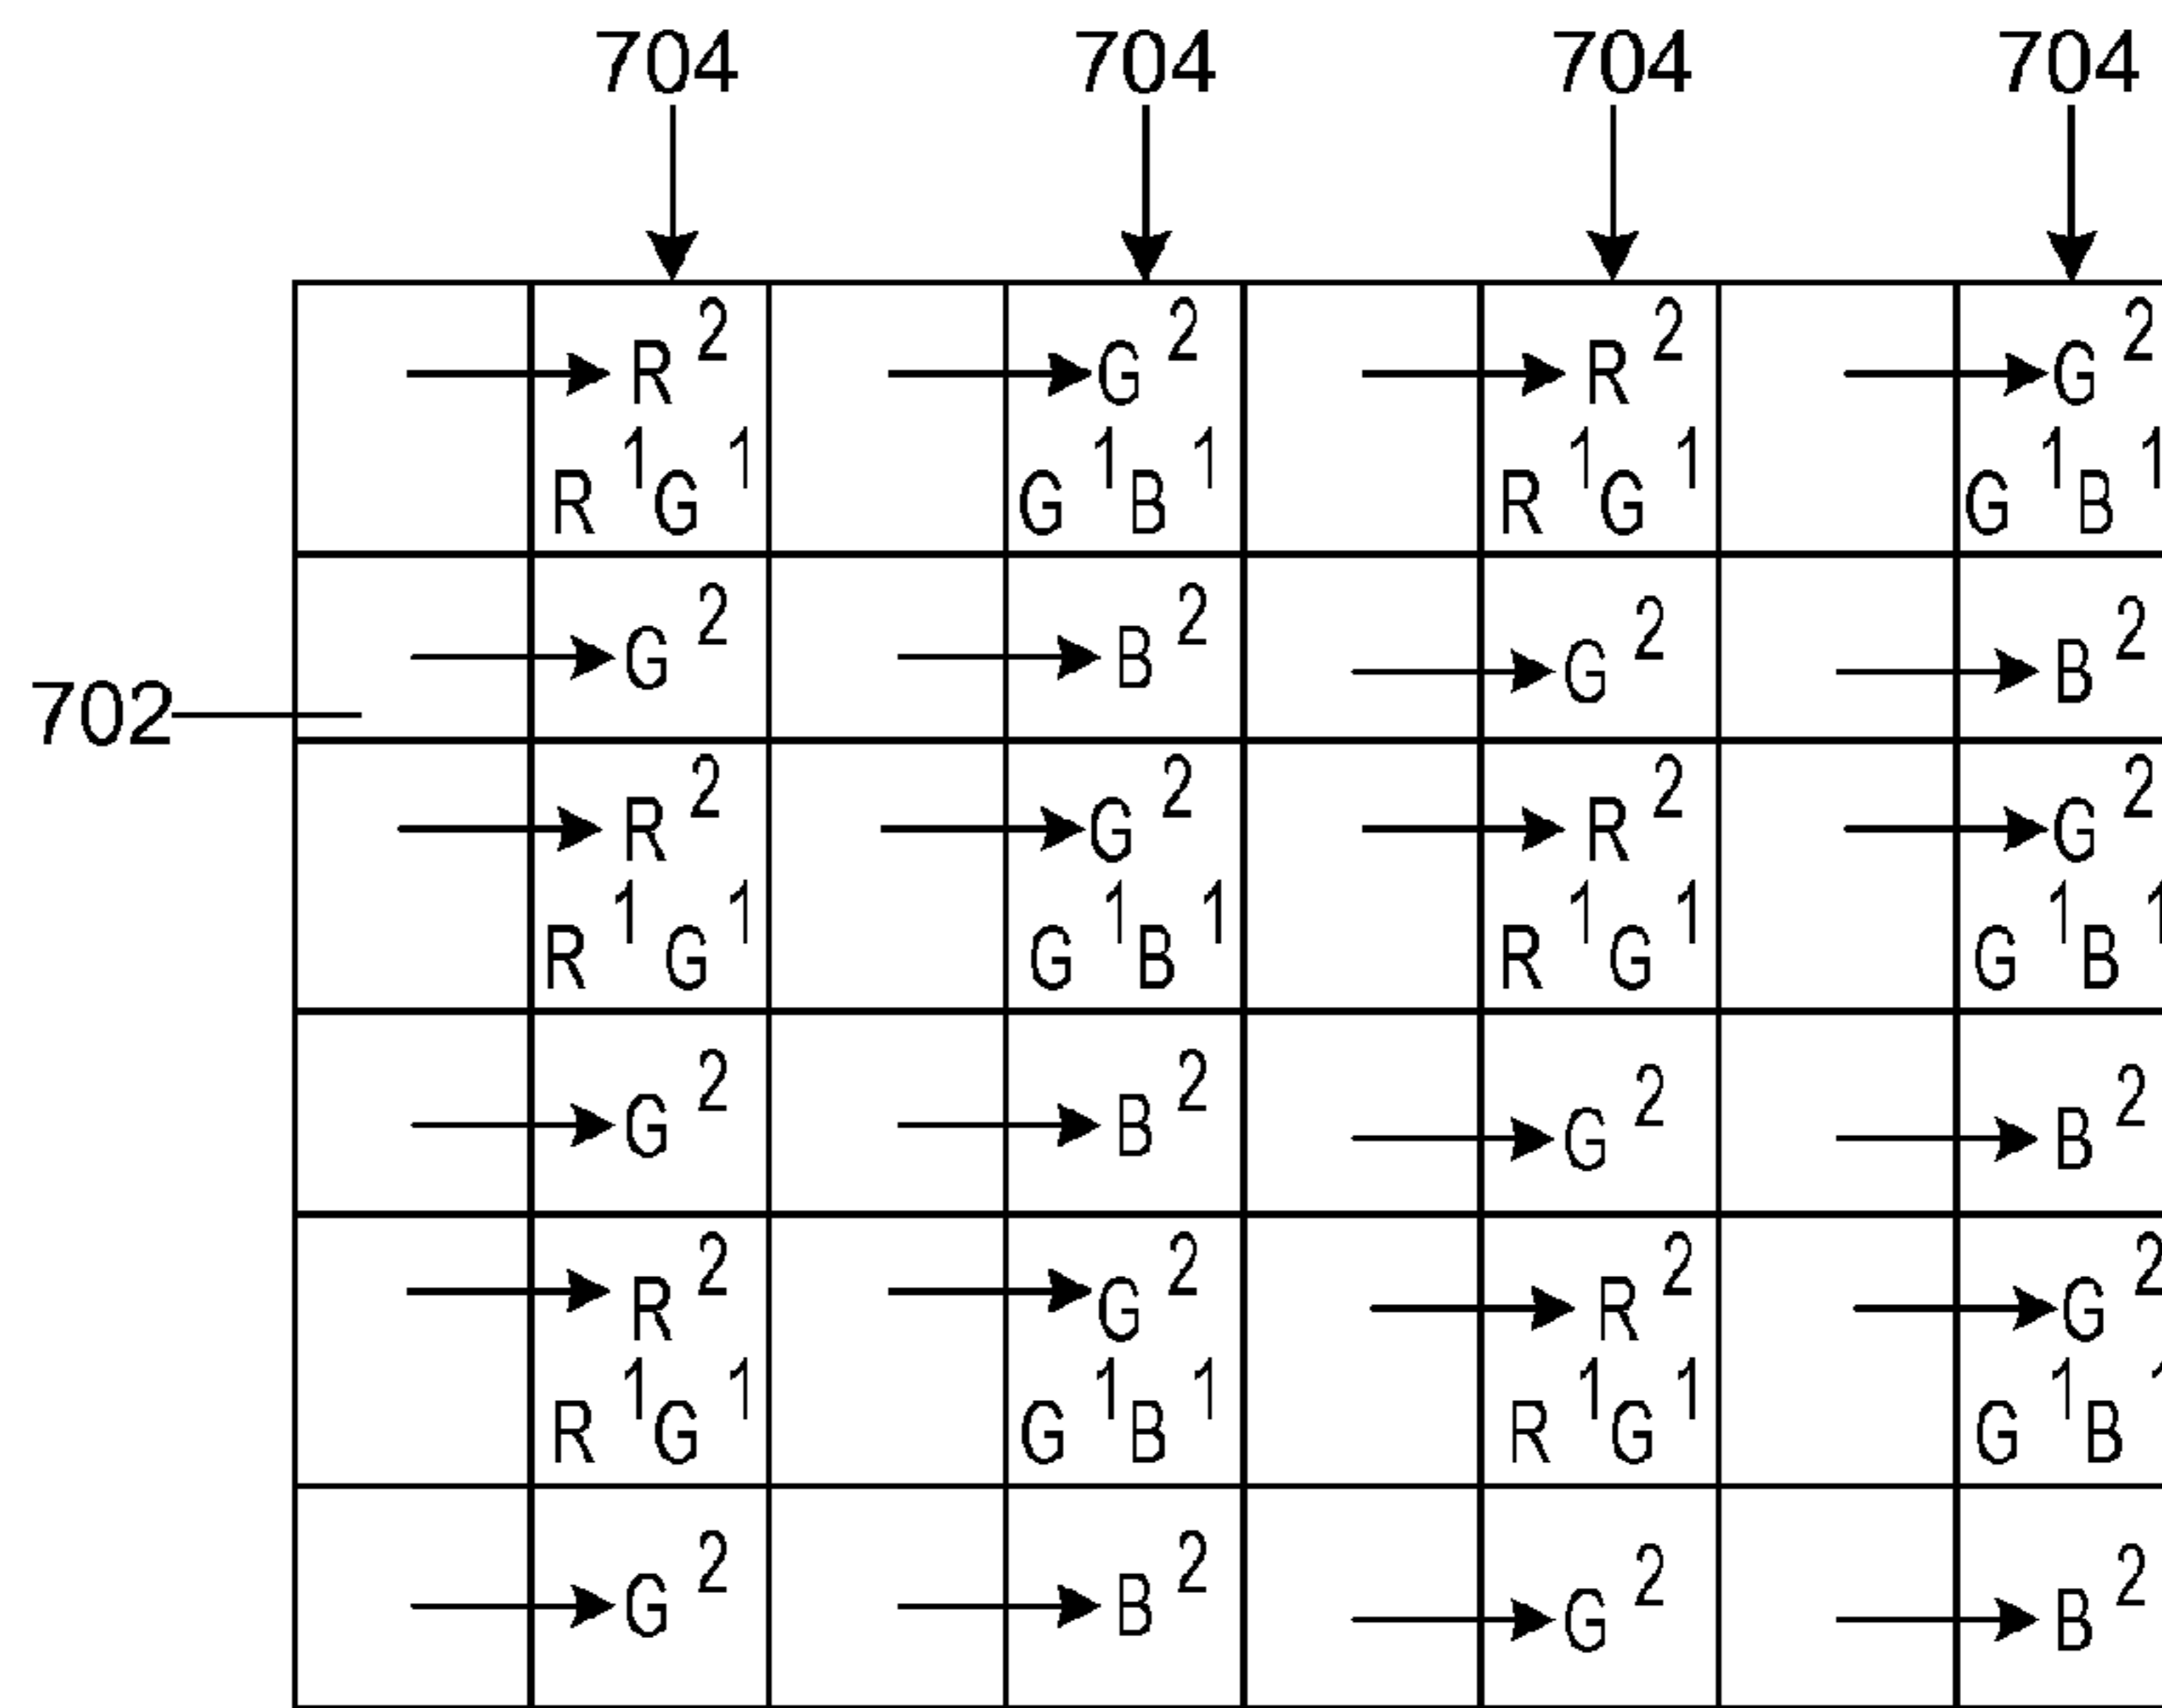 704 704 704 704
R² G² R² G²
R¹G¹ G¹B¹ R¹G¹ G¹B¹
G² B² G² B²
702
R² G² R² G²
R¹G¹ G¹B¹ R¹G¹ G¹B¹
G² B² G² B²
R² G² R² G²
R¹G¹ G¹B¹ R¹G¹ G¹B
G² B² G² B²